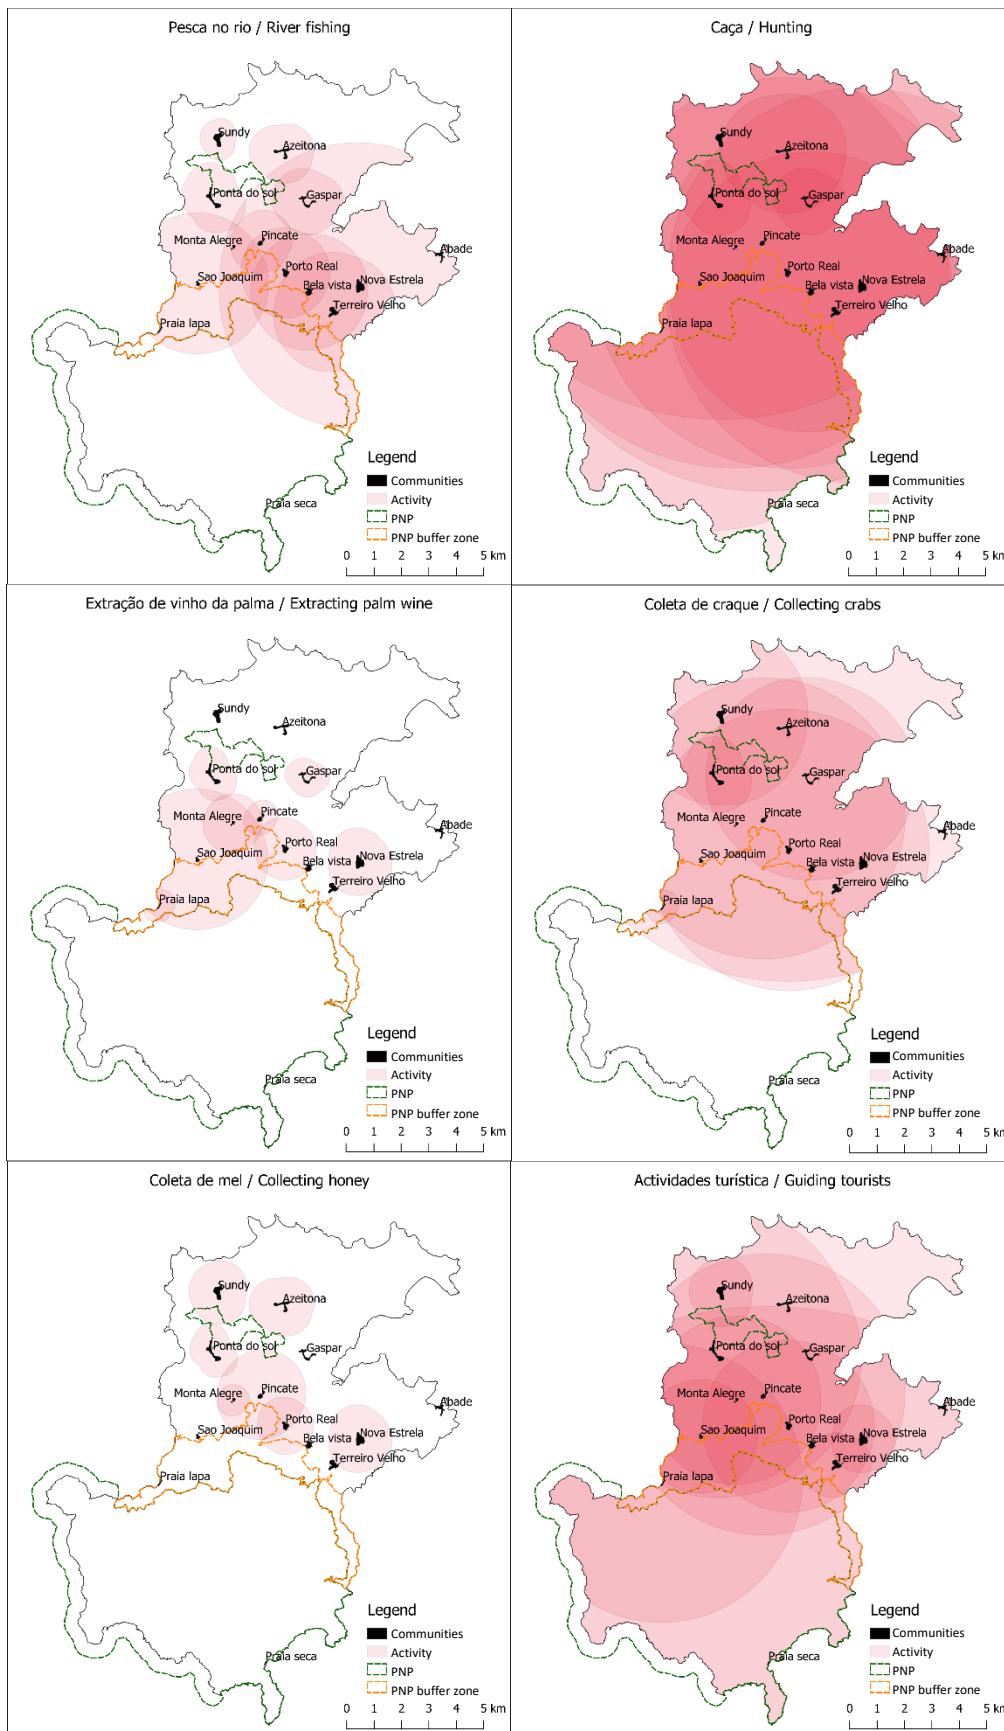 Pesca no rio / River fishing
Sundy
Azeitona
Ponta do sol
Gaspar
Monta Alegre
Pincate
Abade
Sao Joaquim
Porto Real
Bela vista
Nova Estrela
Terreiro Velho
Praia lapa
Praia seca
Legend
Communities
Activity
PNP
PNP buffer zone
0 1 2 3 4 5 km
Caça / Hunting
Sundy
Azeitona
Ponta do sol
Gaspar
Monta Alegre
Pincate
Abade
Sao Joaquim
Porto Real
Bela vista
Nova Estrela
Terreiro Velho
Praia lapa
Praia seca
Legend
Communities
Activity
PNP
PNP buffer zone
0 1 2 3 4 5 km
Extração de vinho da palma / Extracting palm wine
Sundy
Azeitona
Ponta do sol
Gaspar
Monta Alegre
Pincate
Abade
Sao Joaquim
Porto Real
Bela vista
Nova Estrela
Terreiro Velho
Praia lapa
Praia seca
Legend
Communities
Activity
PNP
PNP buffer zone
0 1 2 3 4 5 km
Coleta de craque / Collecting crabs
Sundy
Azeitona
Ponta do sol
Gaspar
Monta Alegre
Pincate
Abade
Sao Joaquim
Porto Real
Bela vista
Nova Estrela
Terreiro Velho
Praia lapa
Praia seca
Legend
Communities
Activity
PNP
PNP buffer zone
0 1 2 3 4 5 km
Coleta de mel / Collecting honey
Sundy
Azeitona
Ponta do sol
Gaspar
Monta Alegre
Pincate
Abade
Sao Joaquim
Porto Real
Bela vista
Nova Estrela
Terreiro Velho
Praia lapa
Praia seca
Legend
Communities
Activity
PNP
PNP buffer zone
0 1 2 3 4 5 km
Actividades turística / Guiding tourists
Sundy
Azeitona
Ponta do sol
Gaspar
Monta Alegre
Pincate
Abade
Sao Joaquim
Porto Real
Bela vista
Nova Estrela
Terreiro Velho
Praia lapa
Praia seca
Legend
Communities
Activity
PNP
PNP buffer zone
0 1 2 3 4 5 km